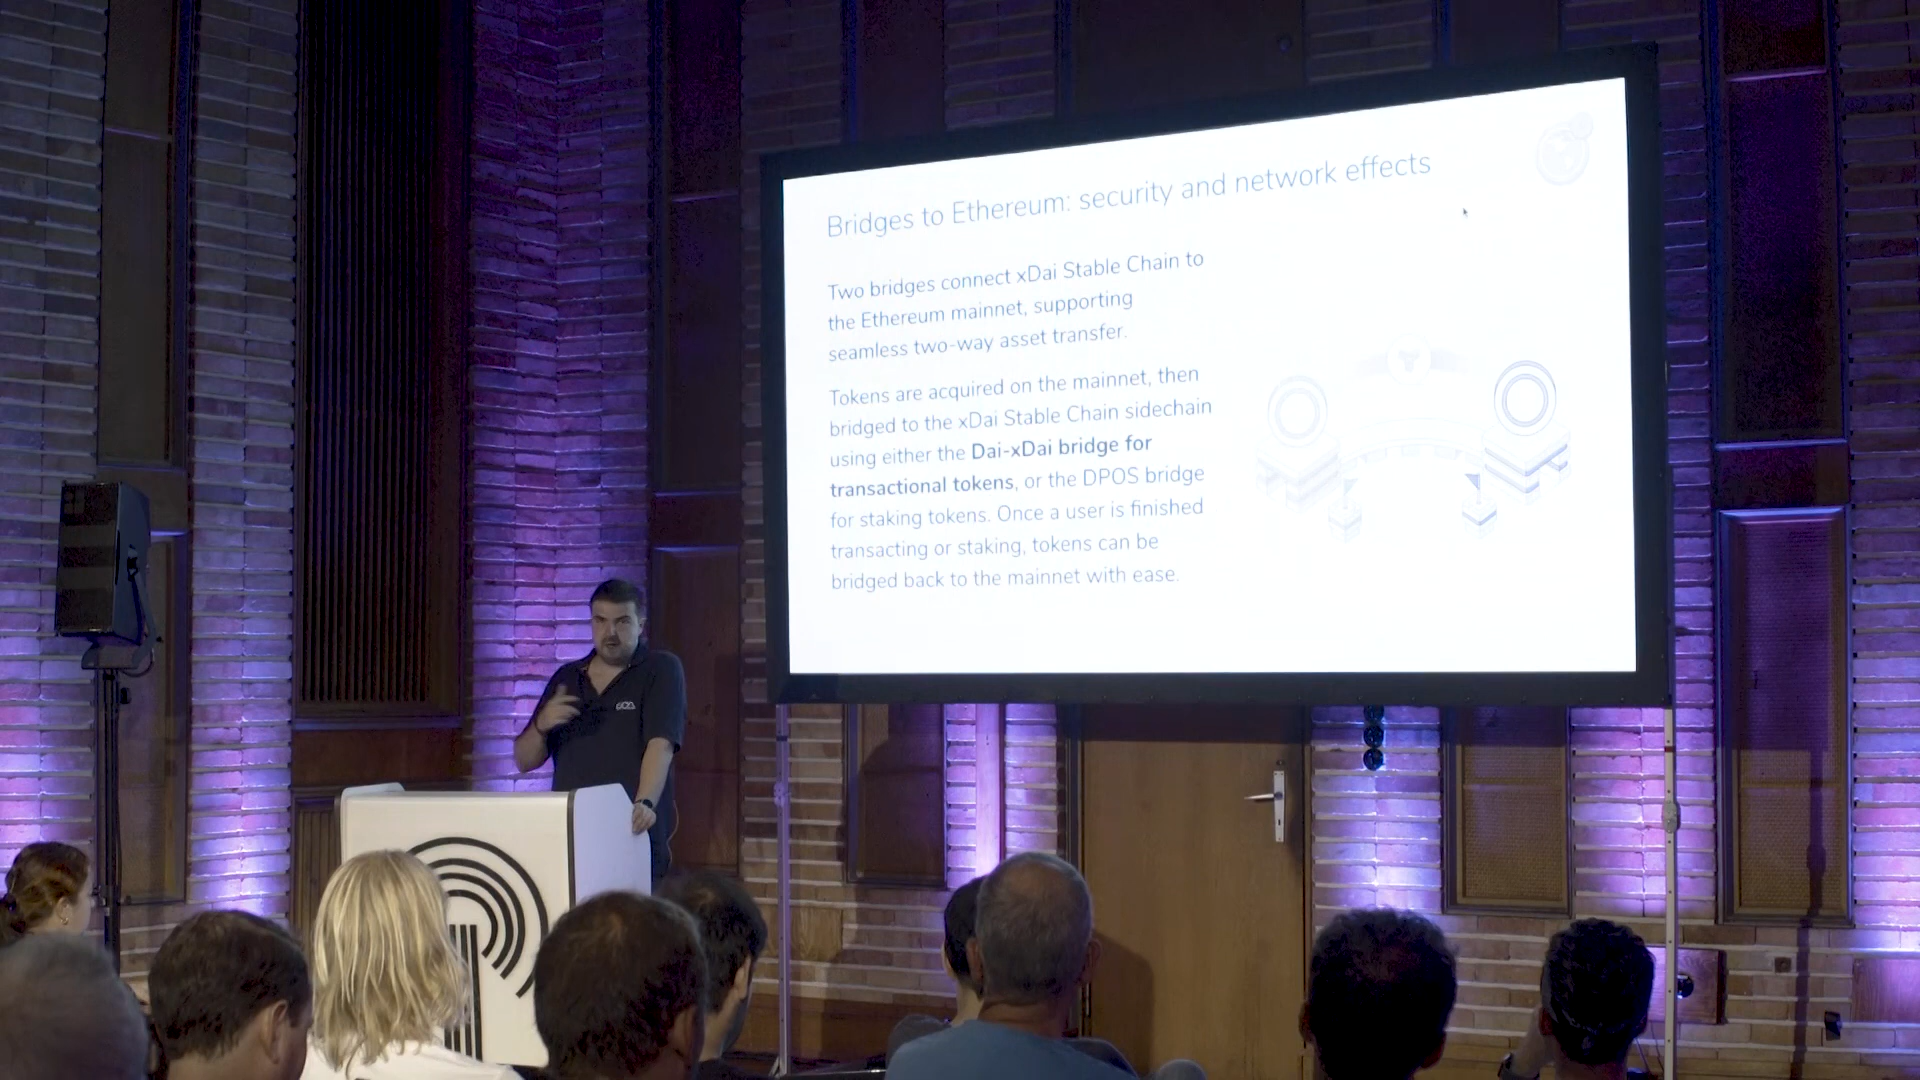 Bridges to Ethereum: security and network effects
Two bridges connect xDai Stable Chain to
the Ethereum mainnet, supporting
seamless two-way asset transfer.
Tokens are acquired on the mainnet, then
bridged to the xDai Stable Chain sidechain
using either the Dai-xDai bridge for
transactional tokens, or the DPOS bridge
for staking tokens. Once a user is finished
transacting or staking, tokens can be
bridged back to the mainnet with ease.